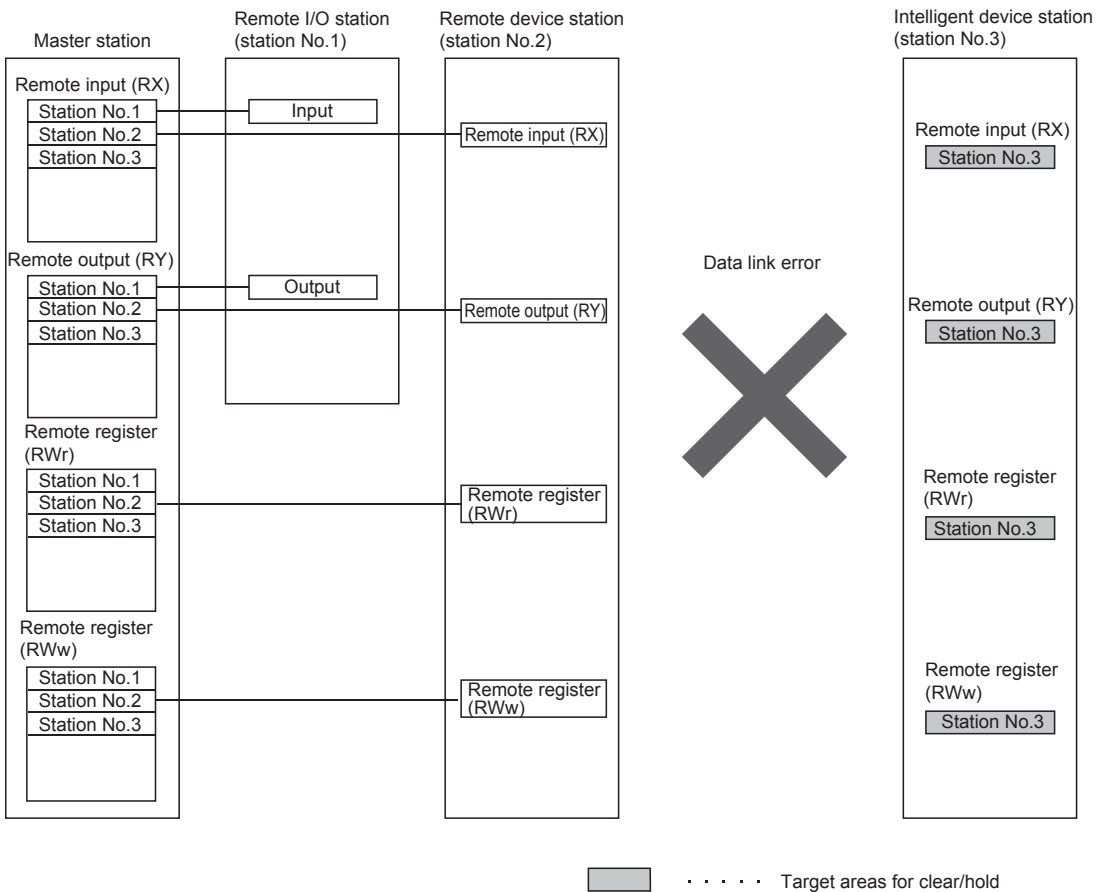 Master station
Remote I/O station
(station No.1)
Remote device station
(station No.2)
Intelligent device station
(station No.3)
Remote input (RX)
Station No.1
Station No.2
Station No.3
Input
Remote input (RX)
Remote input (RX)
Station No.3
Remote output (RY)
Station No.1
Station No.2
Station No.3
Output
Remote output (RY)
Data link error
Remote output (RY)
Station No.3
Remote register
(RWr)
Station No.1
Station No.2
Station No.3
Remote register
(RWr)
Remote register
(RWr)
Station No.3
Remote register
(RWw)
Station No.1
Station No.2
Station No.3
Remote register
(RWw)
Remote register
(RWw)
Station No.3
· · · · · Target areas for clear/hold